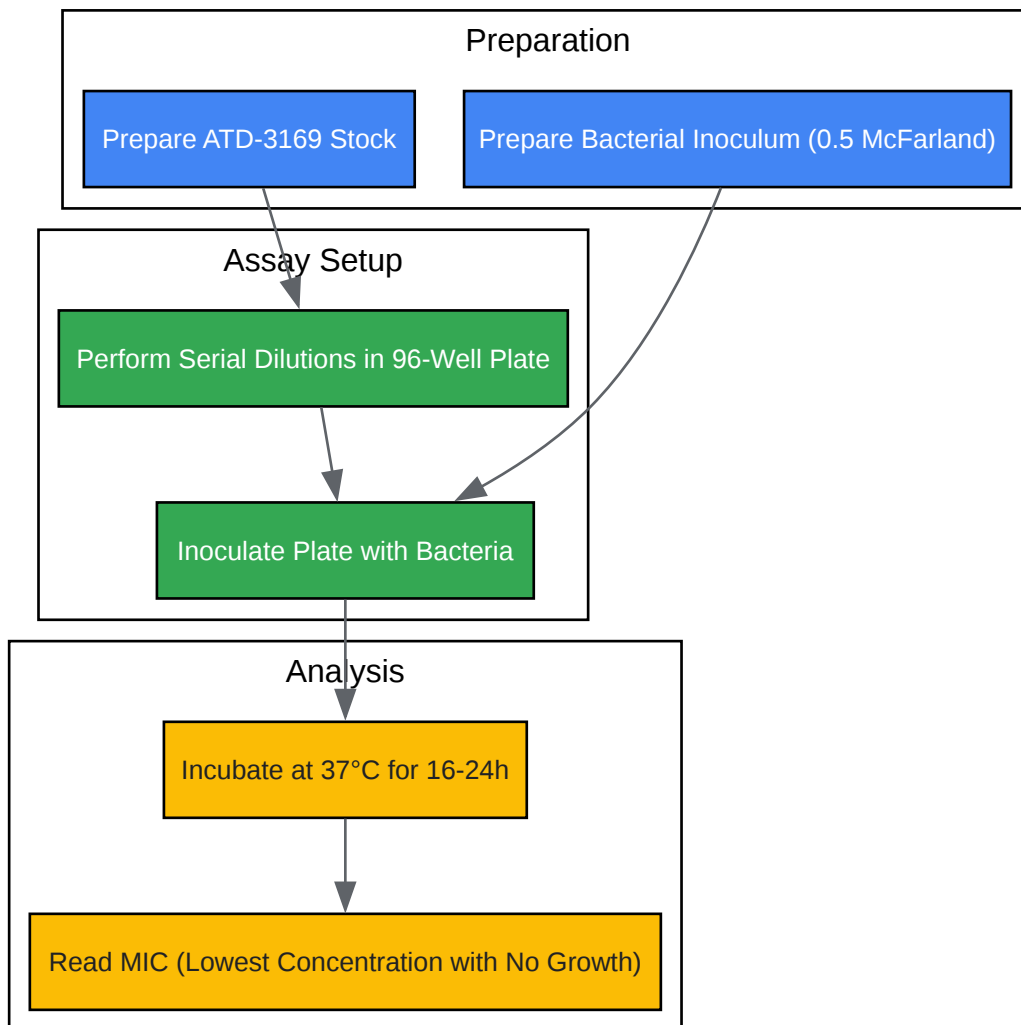 Preparation
Prepare ATD-3169 Stock
Prepare Bacterial Inoculum (0.5 McFarland)
Assay Setup
Perform Serial Dilutions in 96-Well Plate
Inoculate Plate with Bacteria
Analysis
Incubate at 37°C for 16-24h
Read MIC (Lowest Concentration with No Growth)